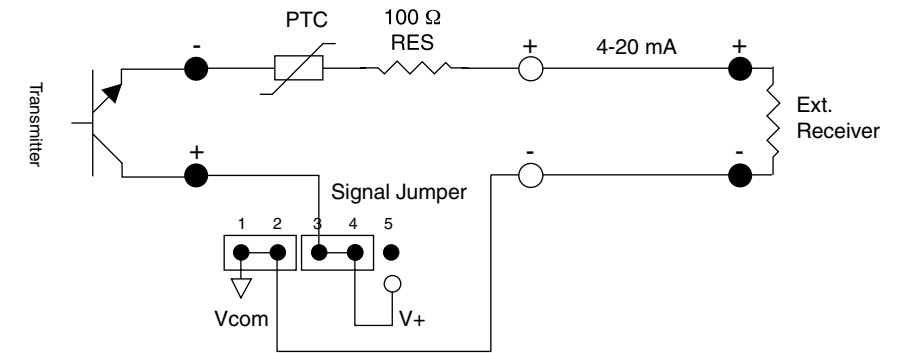 PTC
100 Ω
RES
-
+
4-20 mA
+
Transmitter
Ext.
Receiver
+
-
-
Signal Jumper
1 2 3 4 5
Vcom
V+